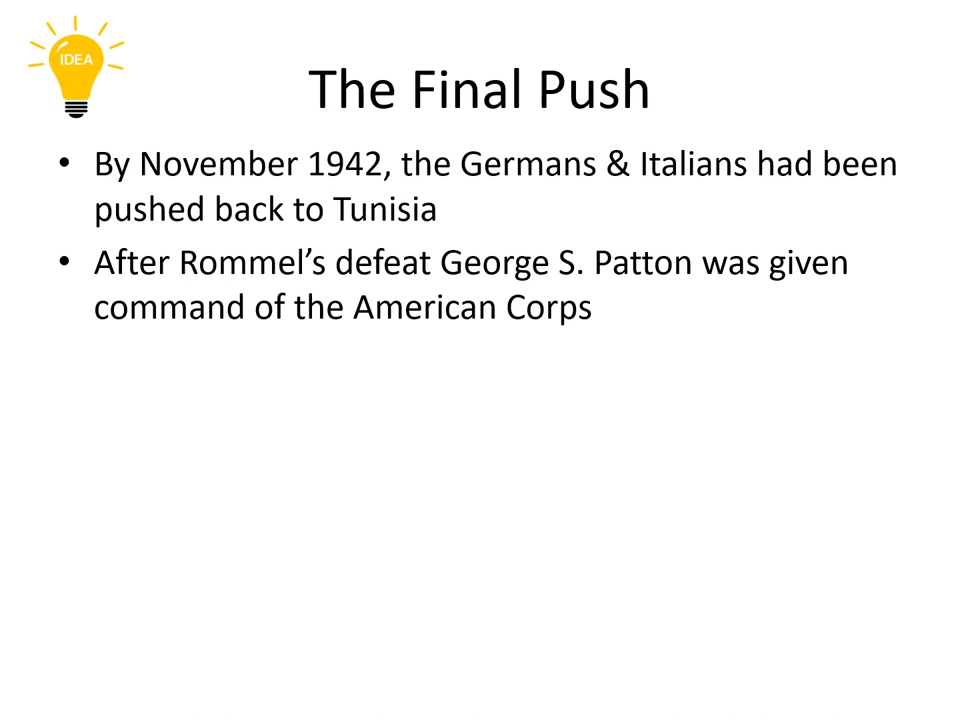 IDEA
The Final Push
• By November 1942, the Germans & Italians had been
pushed back to Tunisia
• After Rommel’s defeat George S. Patton was given
command of the American Corps